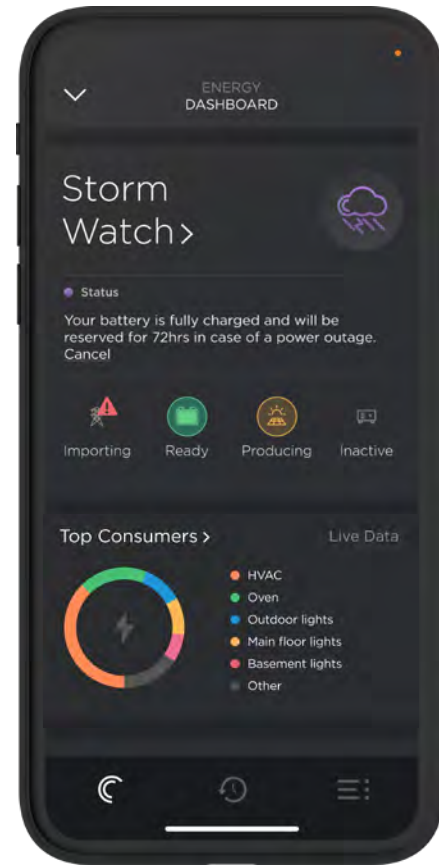 ENERGY
DASHBOARD
Storm
Watch>
Status
Your battery is fully charged and will be
reserved for 72hrs in case of a power outage.
Cancel
Importing Ready Producing Inactive
Top Consumers > Live Data
HVAC
Oven
Outdoor lights
Main floor lights
Basement lights
Other